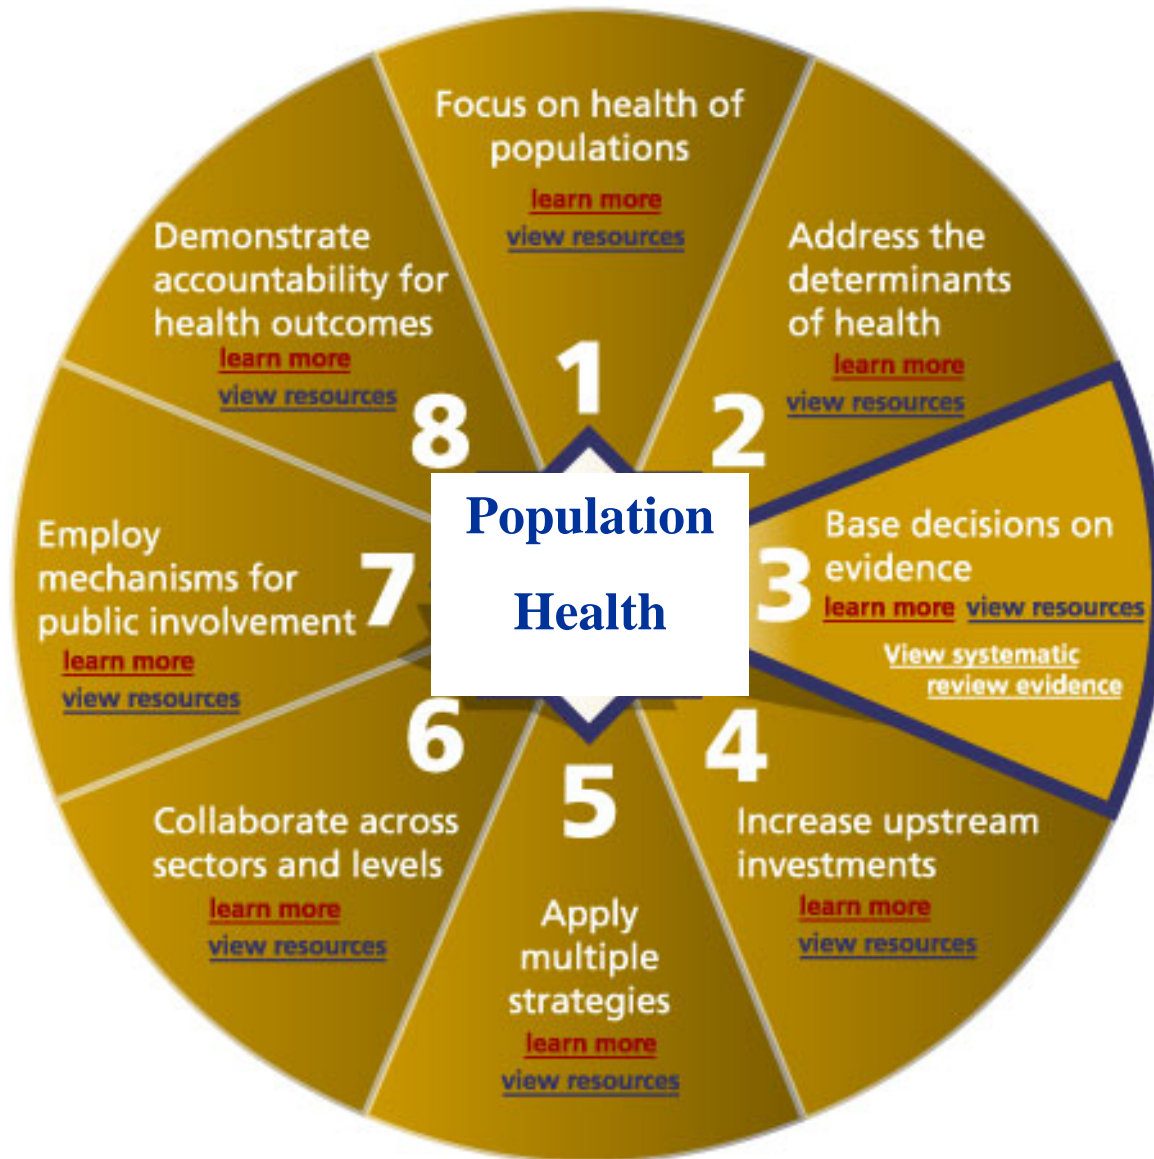 Focus on health of
populations
learn more
view resources
1
Address the
determinants
of health
learn more
view resources
2
Base decisions on
evidence
learn more view resources
View systematic
review evidence
3
4
Increase upstream
investments
learn more
view resources
5
Apply
multiple
strategies
learn more
view resources
6
Collaborate across
sectors and levels
learn more
view resources
Employ
mechanisms for
public involvement
learn more
view resources
7
Demonstrate
accountability for
health outcomes
learn more
view resources
8
Population
Health